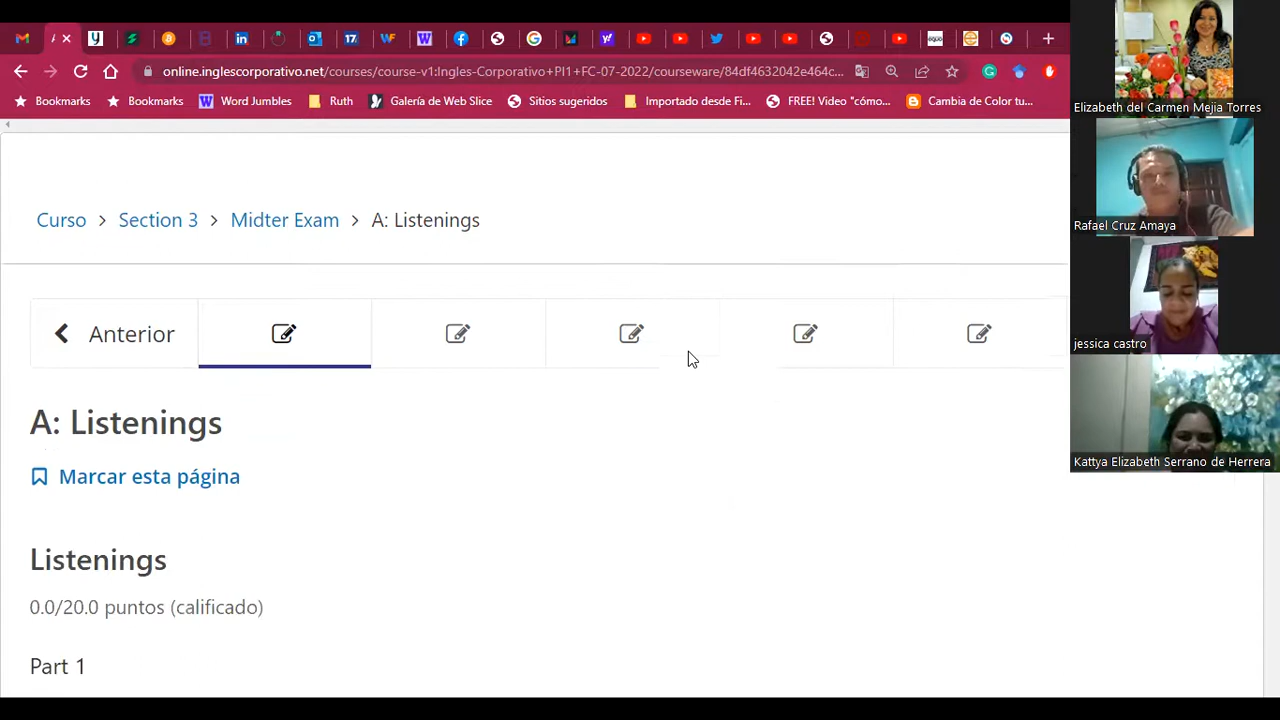 online.inglescorporativo.net/courses/course-v1:Ingles-Corporativo+PI1+FC-07-2022/courseware/84df4632042e464c...
Bookmarks Bookmarks Word Jumbles Ruth Galería de Web Slice Sitios sugeridos Importado desde Fi... FREE! Video "cómo... Cambia de Color tu...
Curso > Section 3 > Midter Exam > A: Listenings
Anterior
A: Listenings
Marcar esta página
Listenings
0.0/20.0 puntos (calificado)
Part 1
Elizabeth del Carmen Mejia Torres
Rafael Cruz Amaya
jessica castro
Kattya Elizabeth Serrano de Herrera